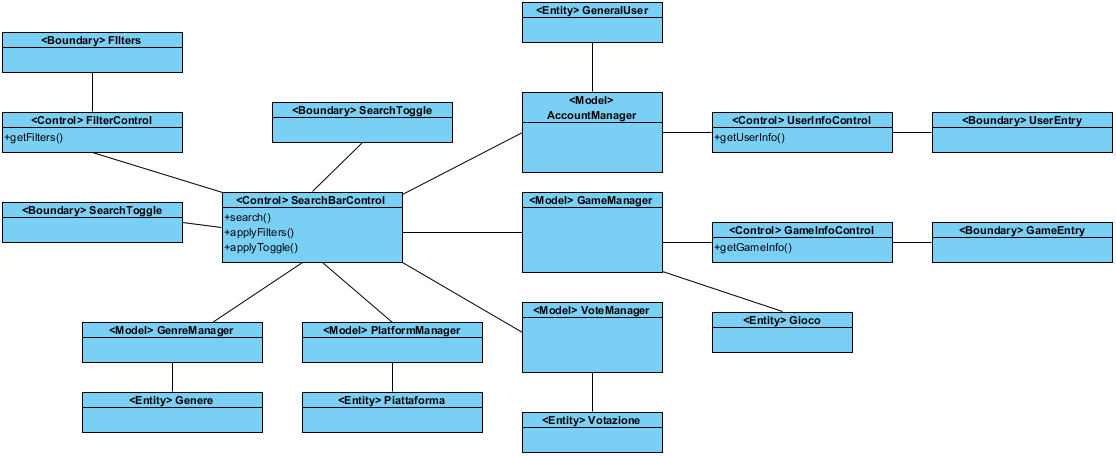 <Entity> GeneralUser
<Boundary> FIlters
<Model>
AccountManager
<Boundary> SearchToggle
<Control> FilterControl
+getFilters()
<Control> UserInfoControl
+getUserInfo()
<Boundary> UserEntry
<Control> SearchBarControl
+search()
+applyFilters()
+applyToggle()
<Boundary> SearchToggle
<Model> GameManager
<Control> GameInfoControl
+getGameInfo()
<Boundary> GameEntry
<Model> VoteManager
<Entity> Gioco
<Model> GenreManager
<Model> PlatformManager
<Entity> Genere
<Entity> Piattaforma
<Entity> Votazione